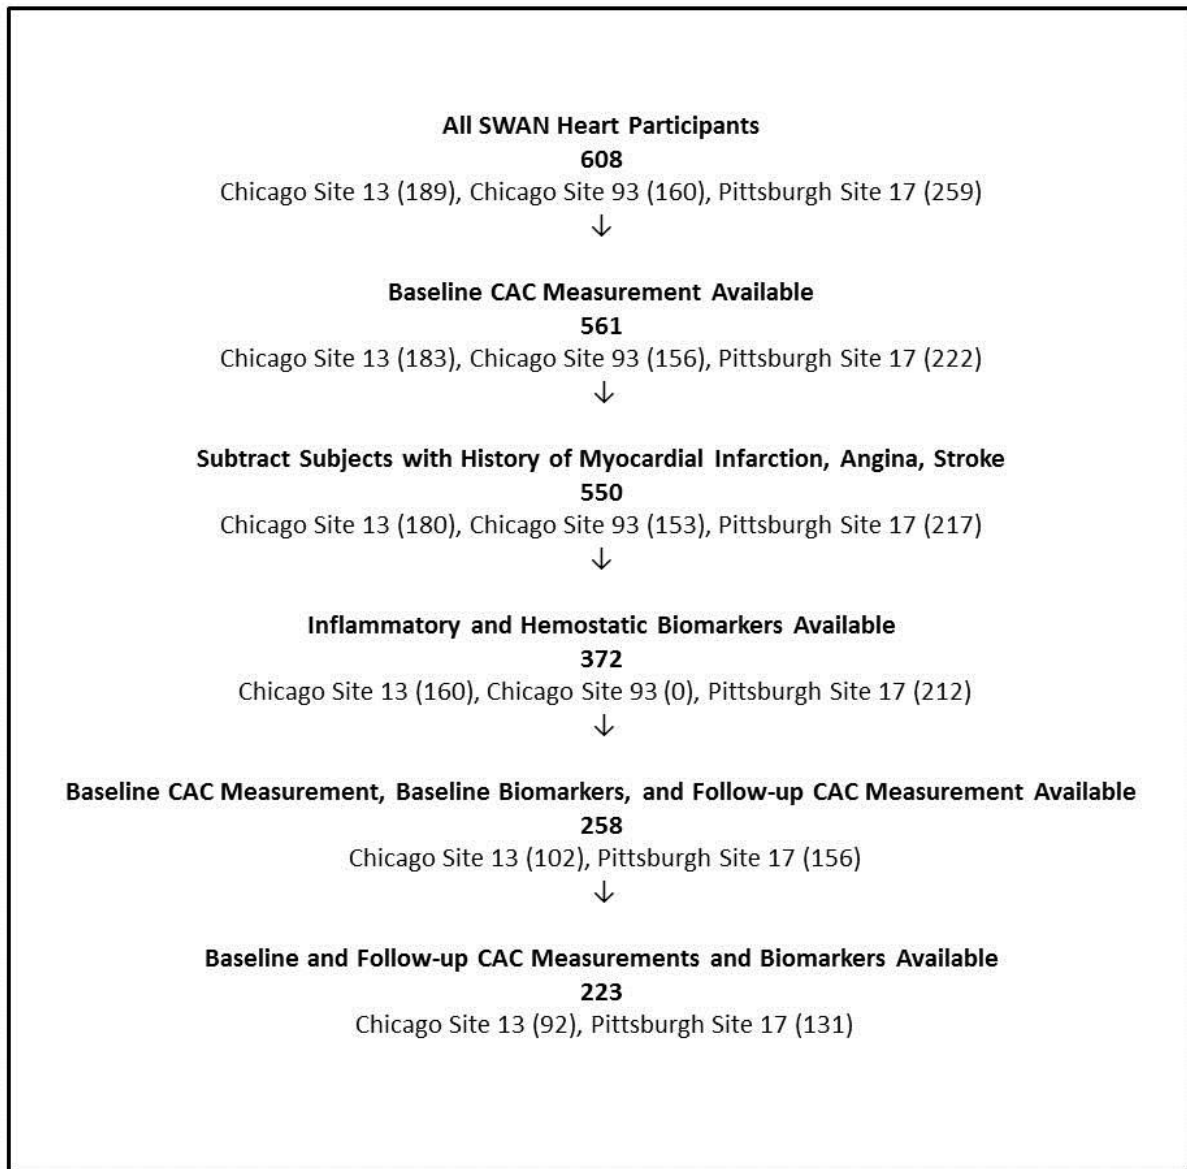 All SWAN Heart Participants
608
Chicago Site 13 (189), Chicago Site 93 (160), Pittsburgh Site 17 (259)
↓
Baseline CAC Measurement Available
561
Chicago Site 13 (183), Chicago Site 93 (156), Pittsburgh Site 17 (222)
↓
Subtract Subjects with History of Myocardial Infarction, Angina, Stroke
550
Chicago Site 13 (180), Chicago Site 93 (153), Pittsburgh Site 17 (217)
↓
Inflammatory and Hemostatic Biomarkers Available
372
Chicago Site 13 (160), Chicago Site 93 (0), Pittsburgh Site 17 (212)
↓
Baseline CAC Measurement, Baseline Biomarkers, and Follow-up CAC Measurement Available
258
Chicago Site 13 (102), Pittsburgh Site 17 (156)
↓
Baseline and Follow-up CAC Measurements and Biomarkers Available
223
Chicago Site 13 (92), Pittsburgh Site 17 (131)